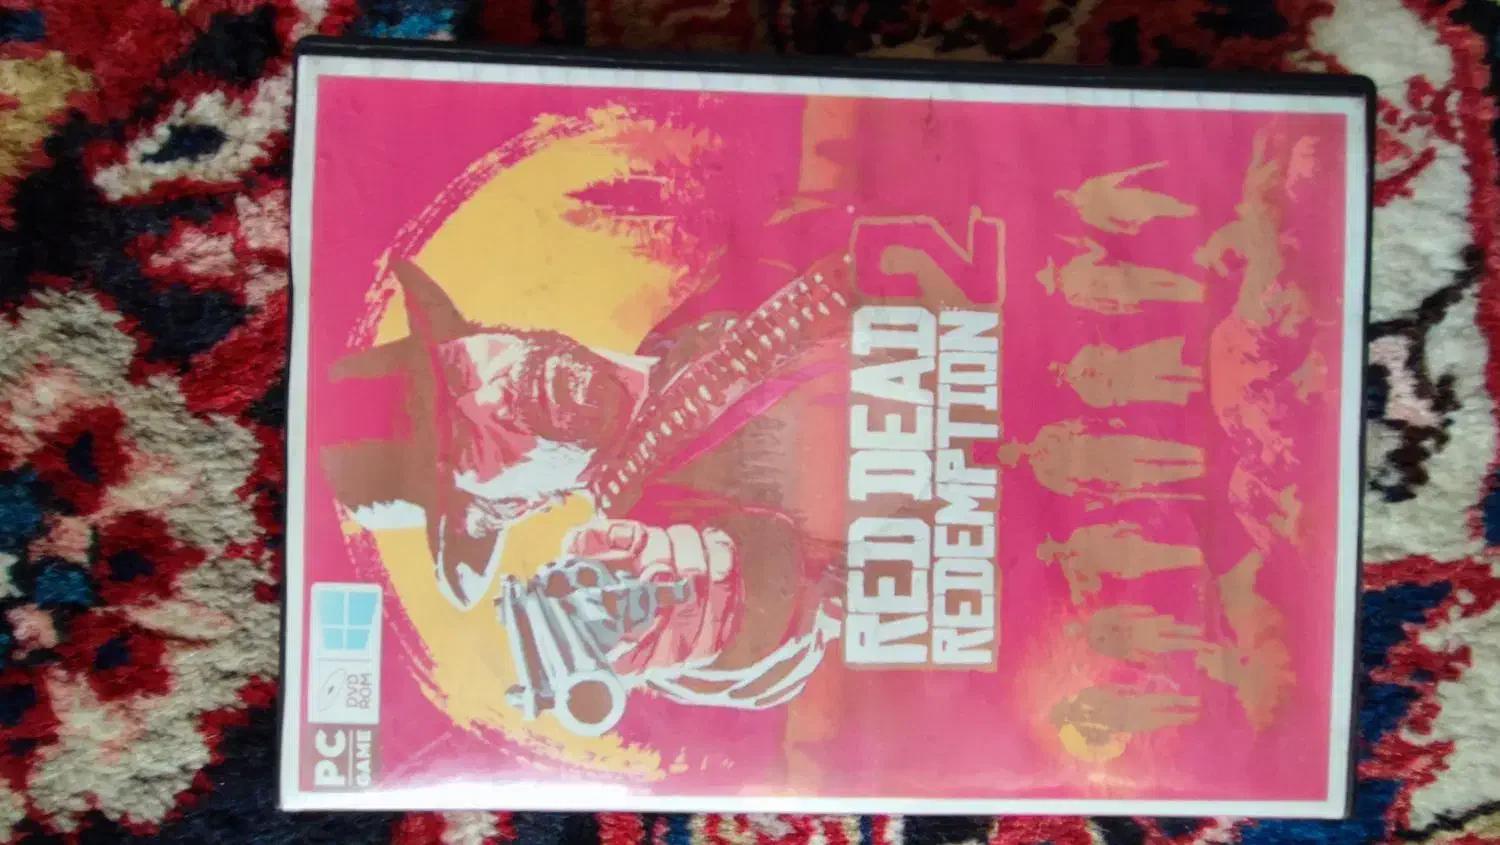 PC
GAME
DVD
ROM
RED DEAD
REDEMPTION 2